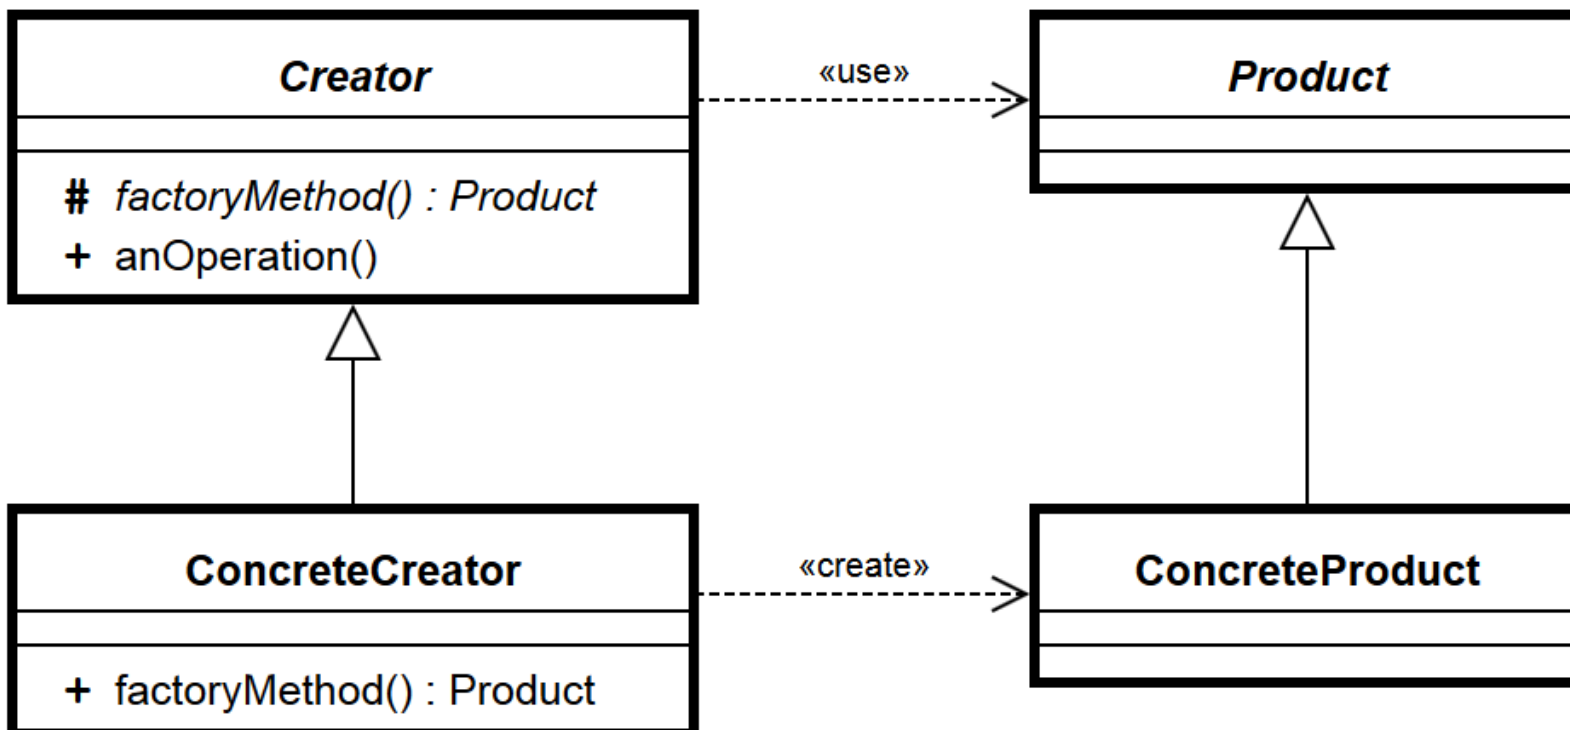 Creator
«use»
Product
# factoryMethod() : Product
+ anOperation()
ConcreteCreator
«create»
ConcreteProduct
+ factoryMethod() : Product